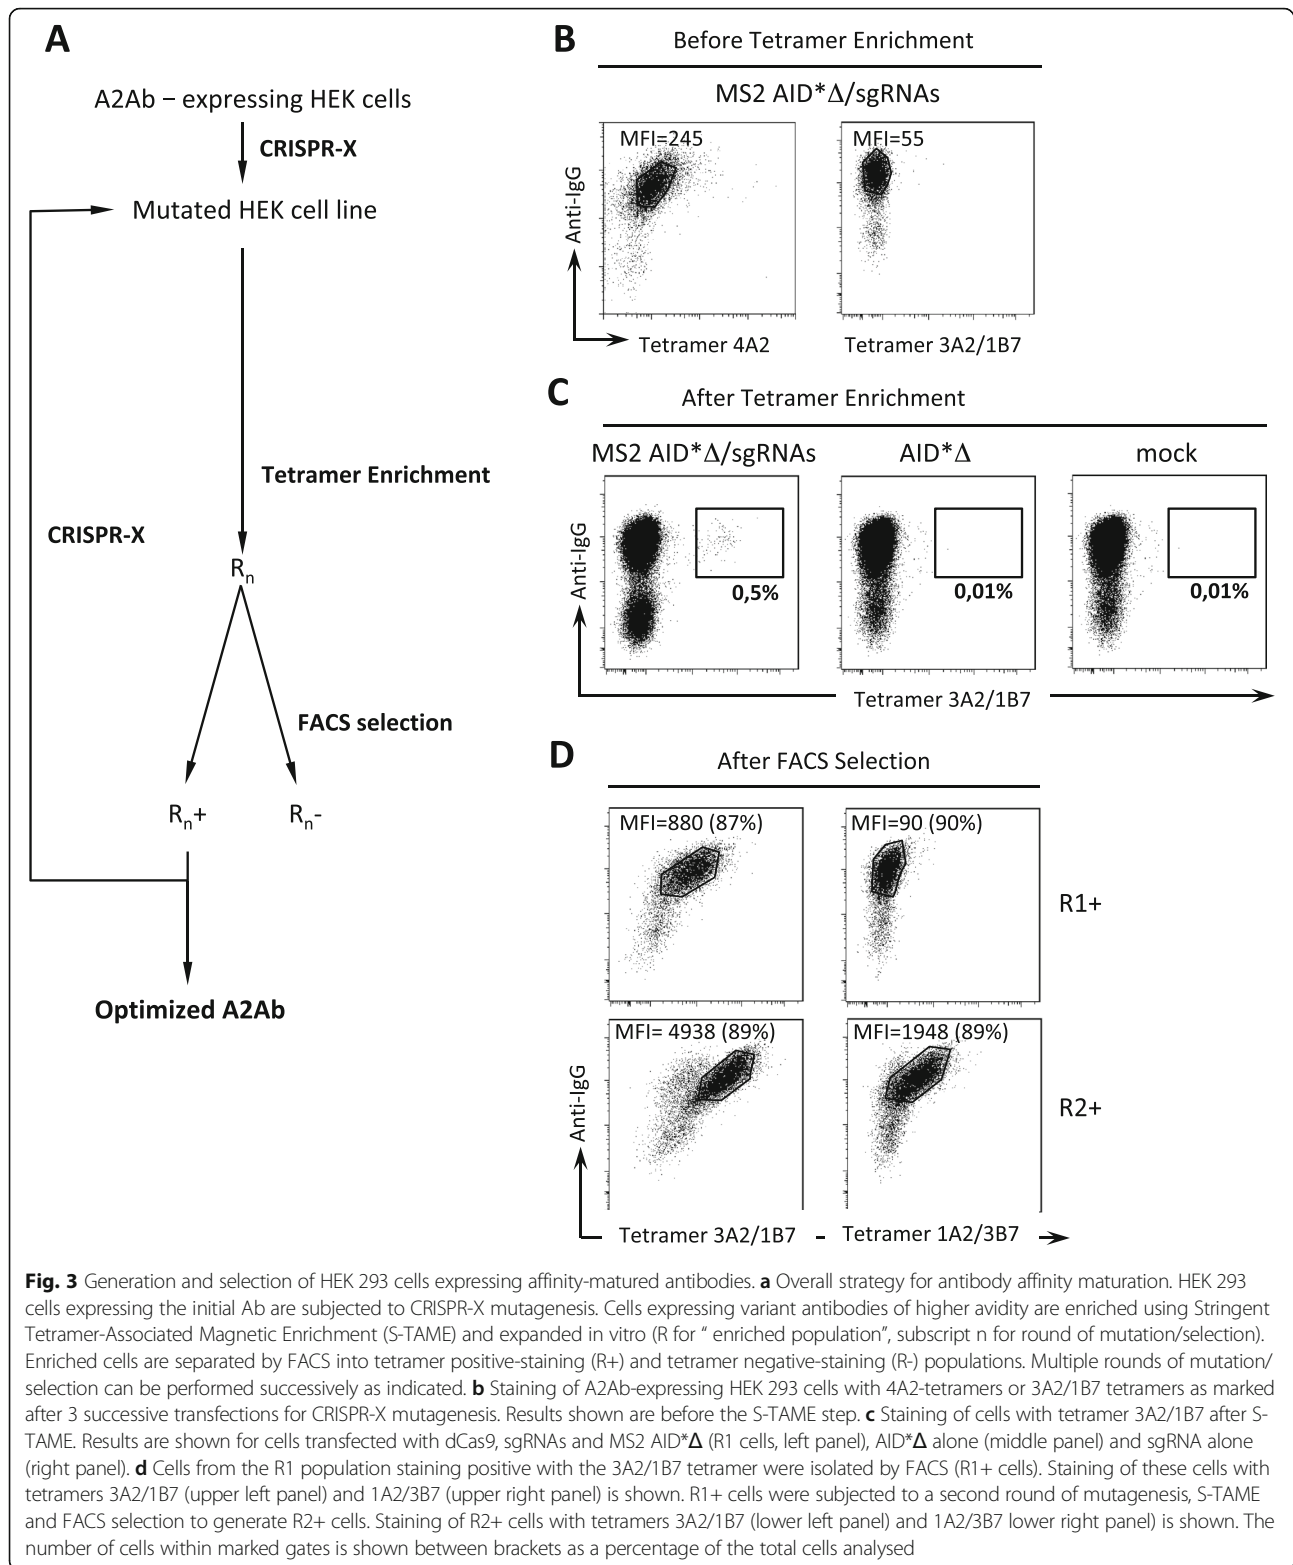 A
A2Ab – expressing HEK cells
CRISPR-X
Mutated HEK cell line
Tetramer Enrichment
CRISPR-X
Rn
FACS selection
Rn+ Rn-
Optimized A2Ab
B
Before Tetramer Enrichment
MS2 AID*Δ/sgRNAs
MFI=245 MFI=55
Anti-IgG
Tetramer 4A2 Tetramer 3A2/1B7
C
After Tetramer Enrichment
MS2 AID*Δ/sgRNAs AID*Δ mock
Anti-IgG
0,5% 0,01% 0,01%
Tetramer 3A2/1B7
D
After FACS Selection
MFI=880 (87%) MFI=90 (90%)
R1+
MFI= 4938 (89%) MFI=1948 (89%)
R2+
Anti-IgG
Tetramer 3A2/1B7 – Tetramer 1A2/3B7
Fig. 3 Generation and selection of HEK 293 cells expressing affinity-matured antibodies. a Overall strategy for antibody affinity maturation. HEK 293
cells expressing the initial Ab are subjected to CRISPR-X mutagenesis. Cells expressing variant antibodies of higher avidity are enriched using Stringent
Tetramer-Associated Magnetic Enrichment (S-TAME) and expanded in vitro (R for “ enriched population”, subscript n for round of mutation/selection).
Enriched cells are separated by FACS into tetramer positive-staining (R+) and tetramer negative-staining (R-) populations. Multiple rounds of mutation/
selection can be performed successively as indicated. b Staining of A2Ab-expressing HEK 293 cells with 4A2-tetramers or 3A2/1B7 tetramers as marked
after 3 successive transfections for CRISPR-X mutagenesis. Results shown are before the S-TAME step. c Staining of cells with tetramer 3A2/1B7 after S-
TAME. Results are shown for cells transfected with dCas9, sgRNAs and MS2 AID*Δ (R1 cells, left panel), AID*Δ alone (middle panel) and sgRNA alone
(right panel). d Cells from the R1 population staining positive with the 3A2/1B7 tetramer were isolated by FACS (R1+ cells). Staining of these cells with
tetramers 3A2/1B7 (upper left panel) and 1A2/3B7 (upper right panel) is shown. R1+ cells were subjected to a second round of mutagenesis, S-TAME
and FACS selection to generate R2+ cells. Staining of R2+ cells with tetramers 3A2/1B7 (lower left panel) and 1A2/3B7 lower right panel) is shown. The
number of cells within marked gates is shown between brackets as a percentage of the total cells analysed